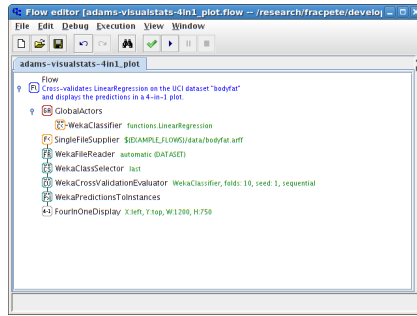 Flow editor [adams-visualstats-4in1_plot.flow -- /research/fracpete/develop
File Edit Debug Execution View Window
adams-visualstats-4in1_plot
Flow
Cross-validates LinearRegression on the UCI dataset "bodyfat"
and displays the predictions in a 4-in-1 plot.
GlobalActors
WekaClassifier functions.LinearRegression
SingleFileSupplier ${EXAMPLE_FLOWS}/data/bodyfat.arff
WekaFileReader automatic (DATASET)
WekaClassSelector last
WekaCrossValidationEvaluator WekaClassifier, folds: 10, seed: 1, sequential
WekaPredictionsToInstances
4-1 FourInOneDisplay X:left, Y:top, W:1200, H:750